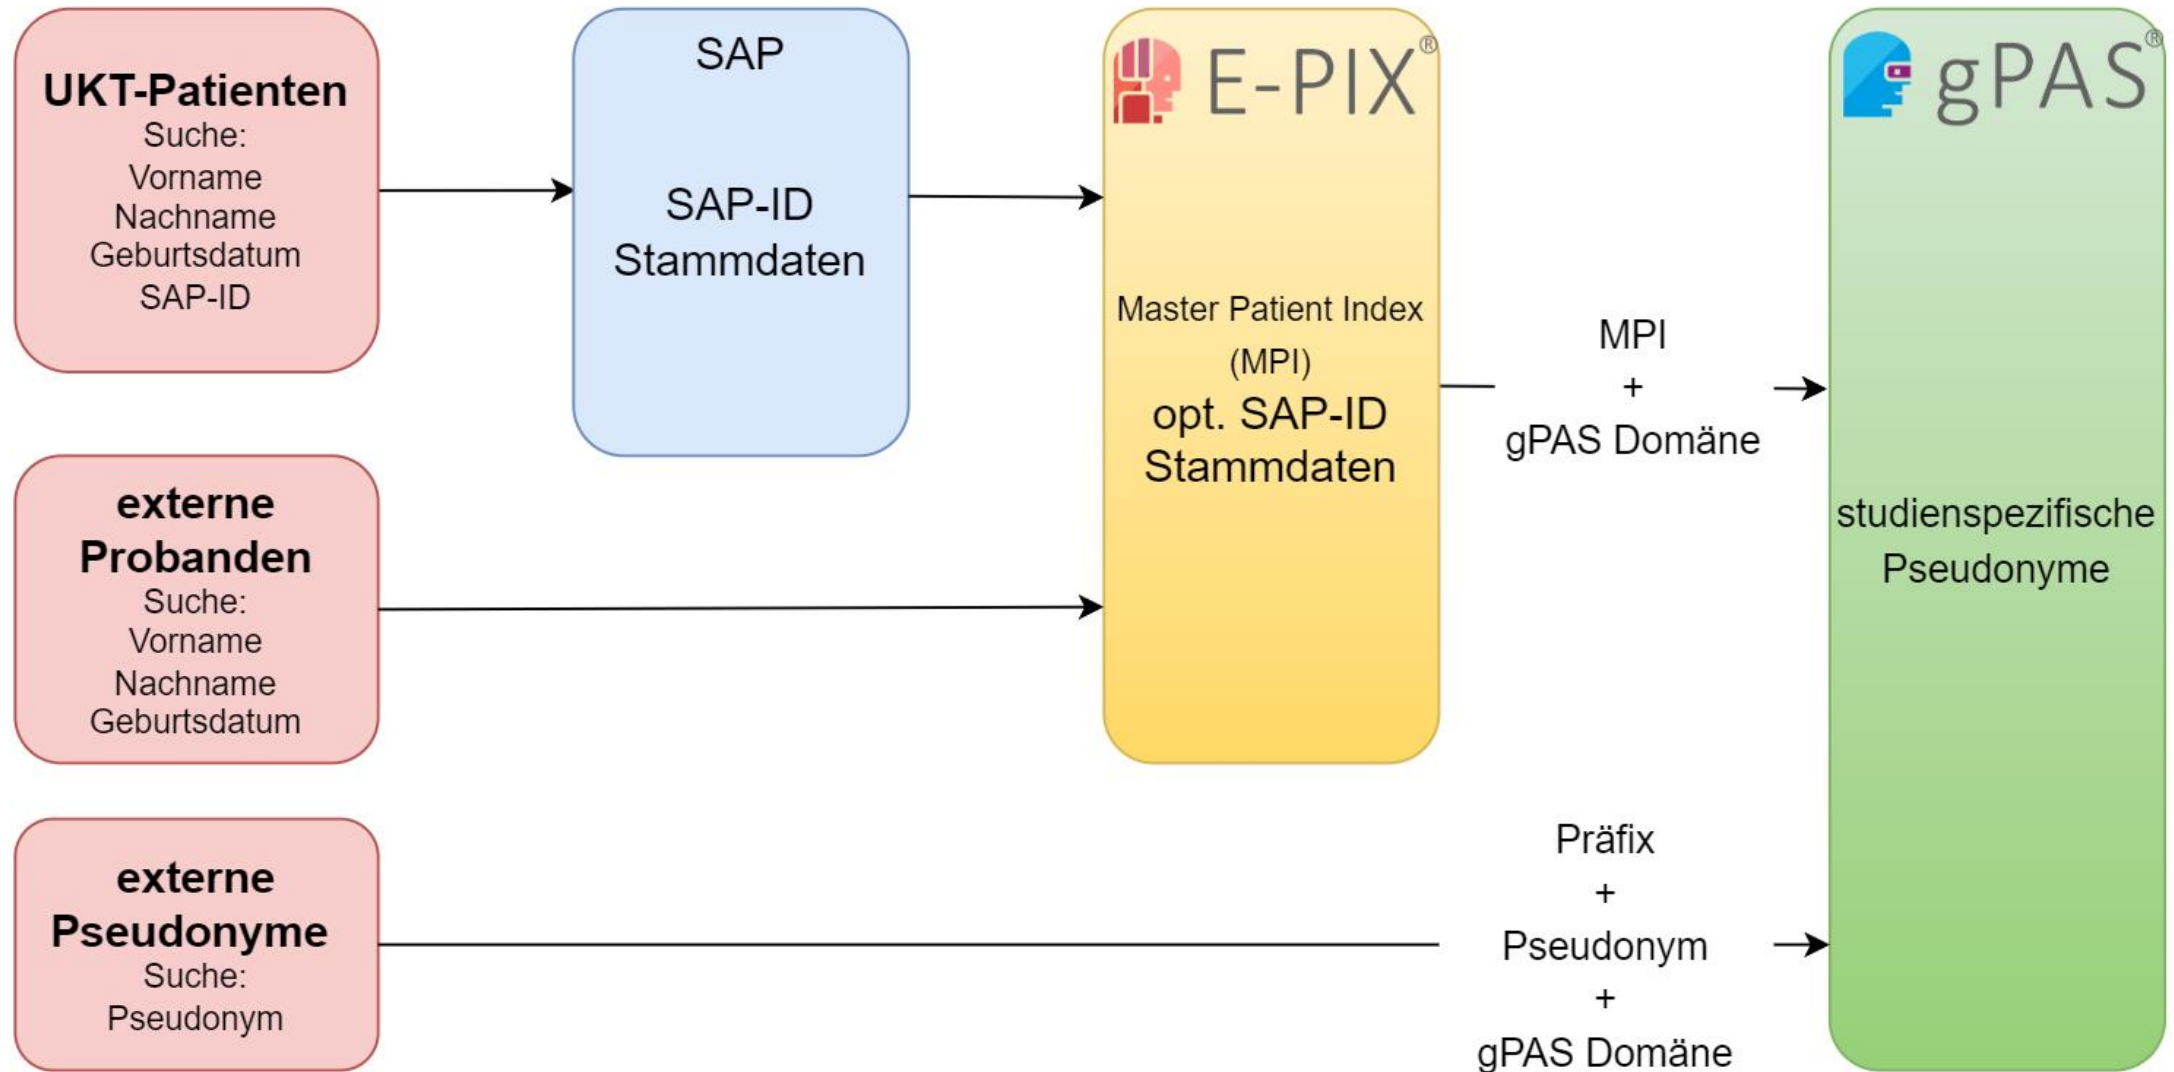 UKT-Patienten
Suche:
Vorname
Nachname
Geburtsdatum
SAP-ID
SAP
SAP-ID
Stammdaten
E-PIX®
Master Patient Index
(MPI)
opt. SAP-ID
Stammdaten
MPI
+
gPAS Domäne
gPAS®
studienspezifische
Pseudonyme
externe
Probanden
Suche:
Vorname
Nachname
Geburtsdatum
externe
Pseudonyme
Suche:
Pseudonym
Präfix
+
Pseudonym
+
gPAS Domäne